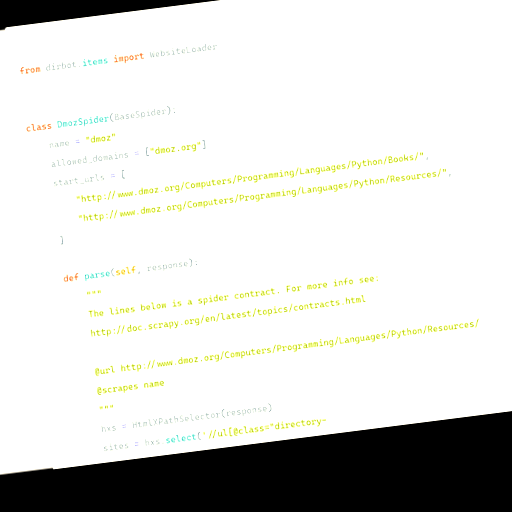 from dirbot.items import WebsiteLoader
class DmozSpider(BaseSpider):
name = "dmoz"
allowed_domains = ["dmoz.org"]
start_urls = [
"http://www.dmoz.org/Computers/Programming/Languages/Python/Books/",
"http://www.dmoz.org/Computers/Programming/Languages/Python/Resources/",
]
def parse(self, response):
"""
The lines below is a spider contract. For more info see:
http://doc.scrapy.org/en/latest/topics/contracts.html
@url http://www.dmoz.org/Computers/Programming/Languages/Python/Resources/
@scrapes name
"""
hxs = HtmlXPathSelector(response)
sites = hxs.select('//ul[@class="directory-